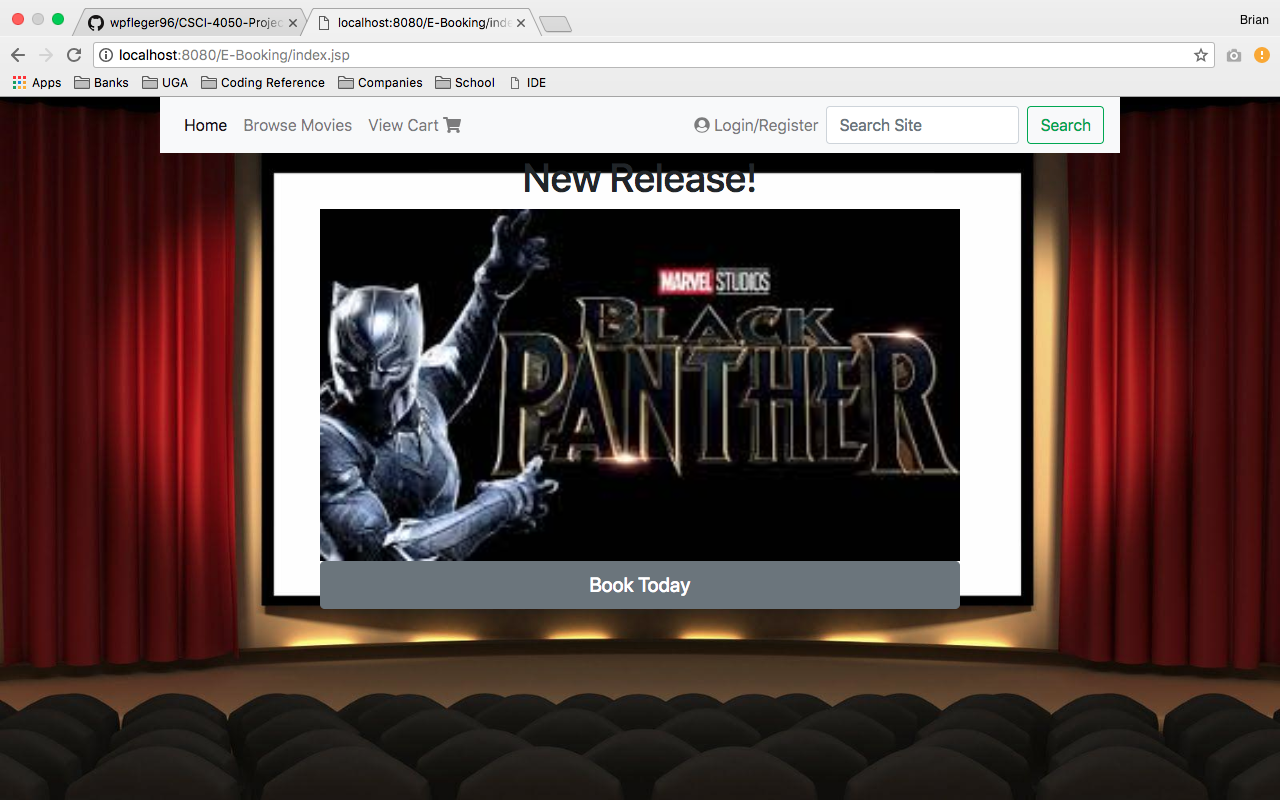 wpfleger96/CSCI-4050-Projec
localhost:8080/E-Booking/inde
Brian
localhost:8080/E-Booking/index.jsp
Apps Banks UGA Coding Reference Companies School IDE
Home Browse Movies View Cart Login/Register Search Site Search
New Release!
MARVEL STUDIOS
BLACK
PANTHER
Book Today